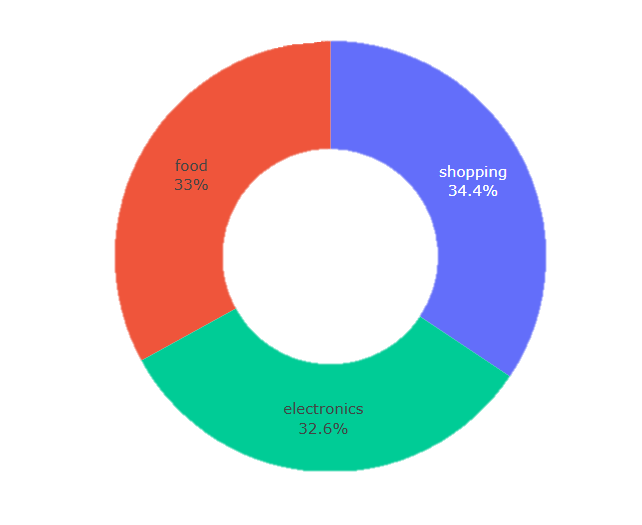 food
33%
shopping
34.4%
electronics
32.6%